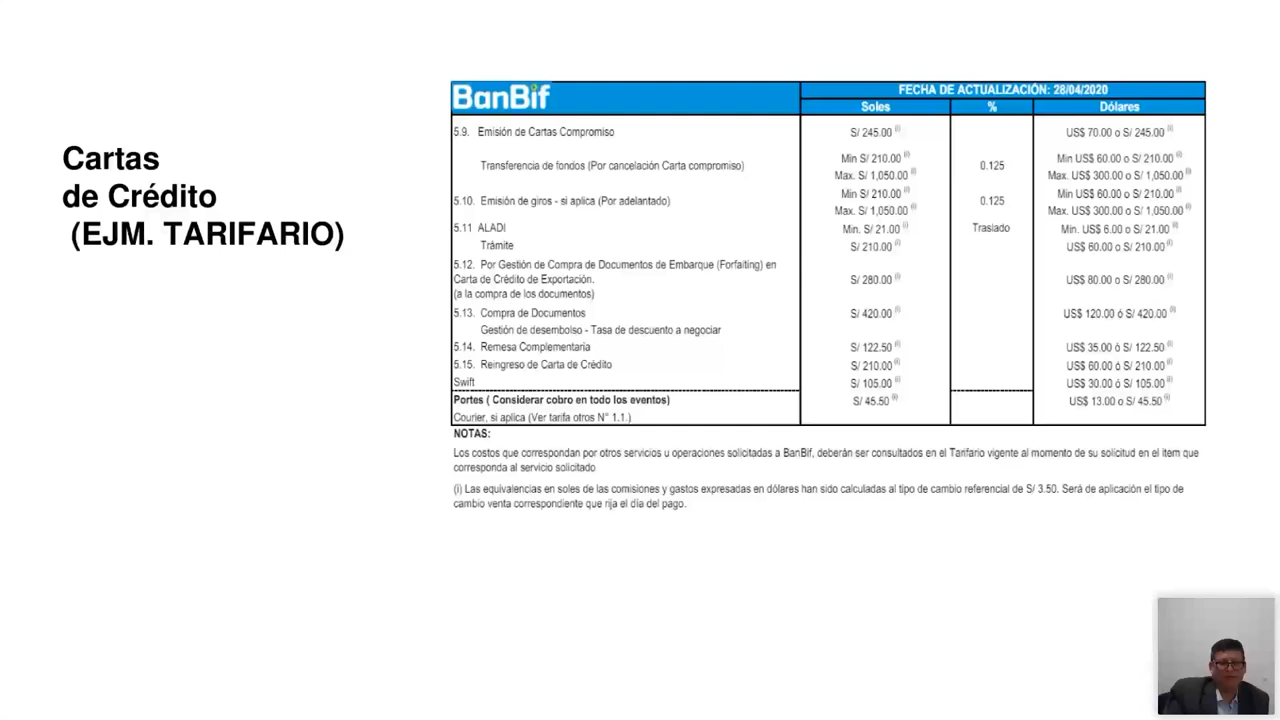 Cartas
de Crédito
(EJM. TARIFARIO)
BanBif
FECHA DE ACTUALIZACIÓN: 28/04/2020
Soles % Dólares
5.9. Emisión de Cartas Compromiso S/ 245.00 (i) US$ 70.00 o S/ 245.00 (i)
Min S/ 210.00 (i) Min US$ 60.00 o S/ 210.00 (i)
Transferencia de fondos (Por cancelación Carta compromiso) 0.125
Max. S/ 1,050.00 (i) Max. US$ 300.00 o S/ 1,050.00 (i)
Min S/ 210.00 (i) Min US$ 60.00 o S/ 210.00 (i)
5.10. Emisión de giros - si aplica (Por adelantado) 0.125
Max. S/ 1,050.00 (i) Max. US$ 300.00 o S/ 1,050.00 (i)
5.11 ALADI Min. S/ 21.00 (i) Traslado Min. US$ 6.00 o S/ 21.00 (i)
Trámite S/ 210.00 (i) US$ 60.00 o S/ 210.00 (i)
5.12. Por Gestión de Compra de Documentos de Embarque (Forfaiting) en
Carta de Crédito de Exportación. S/ 280.00 (i) US$ 80.00 o S/ 280.00 (i)
(a la compra de los documentos)
5.13. Compra de Documentos S/ 420.00 (i) US$ 120.00 ó S/ 420.00 (i)
Gestión de desembolso - Tasa de descuento a negociar
5.14. Remesa Complementaria S/ 122.50 (i) US$ 35.00 ó S/ 122.50 (i)
5.15. Reingreso de Carta de Crédito S/ 210.00 (i) US$ 60.00 ó S/ 210.00 (i)
Swift S/ 105.00 (i) US$ 30.00 ó S/ 105.00 (i)
Portes ( Considerar cobro en todo los eventos) S/ 45.50 (i) US$ 13.00 o S/ 45.50 (i)
Courier, si aplica (Ver tarifa otros N° 1.1.)
NOTAS:
Los costos que correspondan por otros servicios u operaciones solicitadas a BanBif, deberán ser consultados en el Tarifario vigente al momento de su solicitud en el item que
corresponda al servicio solicitado
(i) Las equivalencias en soles de las comisiones y gastos expresadas en dólares han sido calculadas al tipo de cambio referencial de S/ 3.50. Será de aplicación el tipo de
cambio venta correspondiente que rija el día del pago.